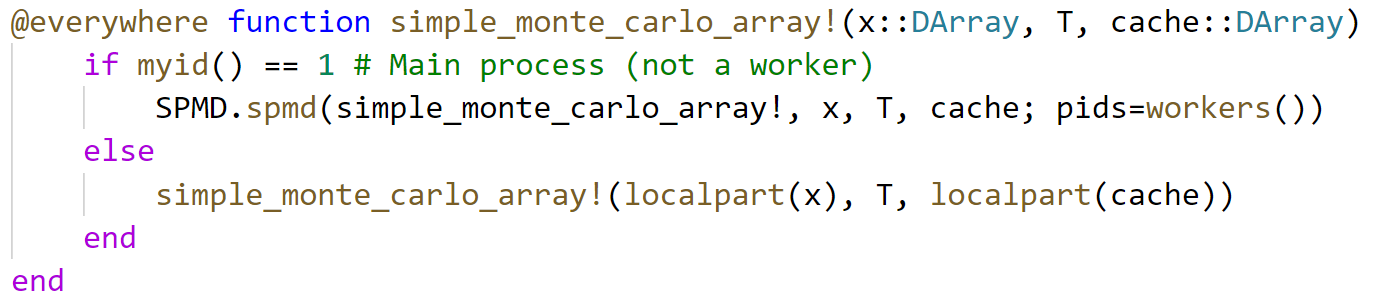 @everywhere function simple_monte_carlo_array!(x::DArray, T, cache::DArray)
    if myid() == 1 # Main process (not a worker)
        SPMD.spmd(simple_monte_carlo_array!, x, T, cache; pids=workers())
    else
        simple_monte_carlo_array!(localpart(x), T, localpart(cache))
    end
end